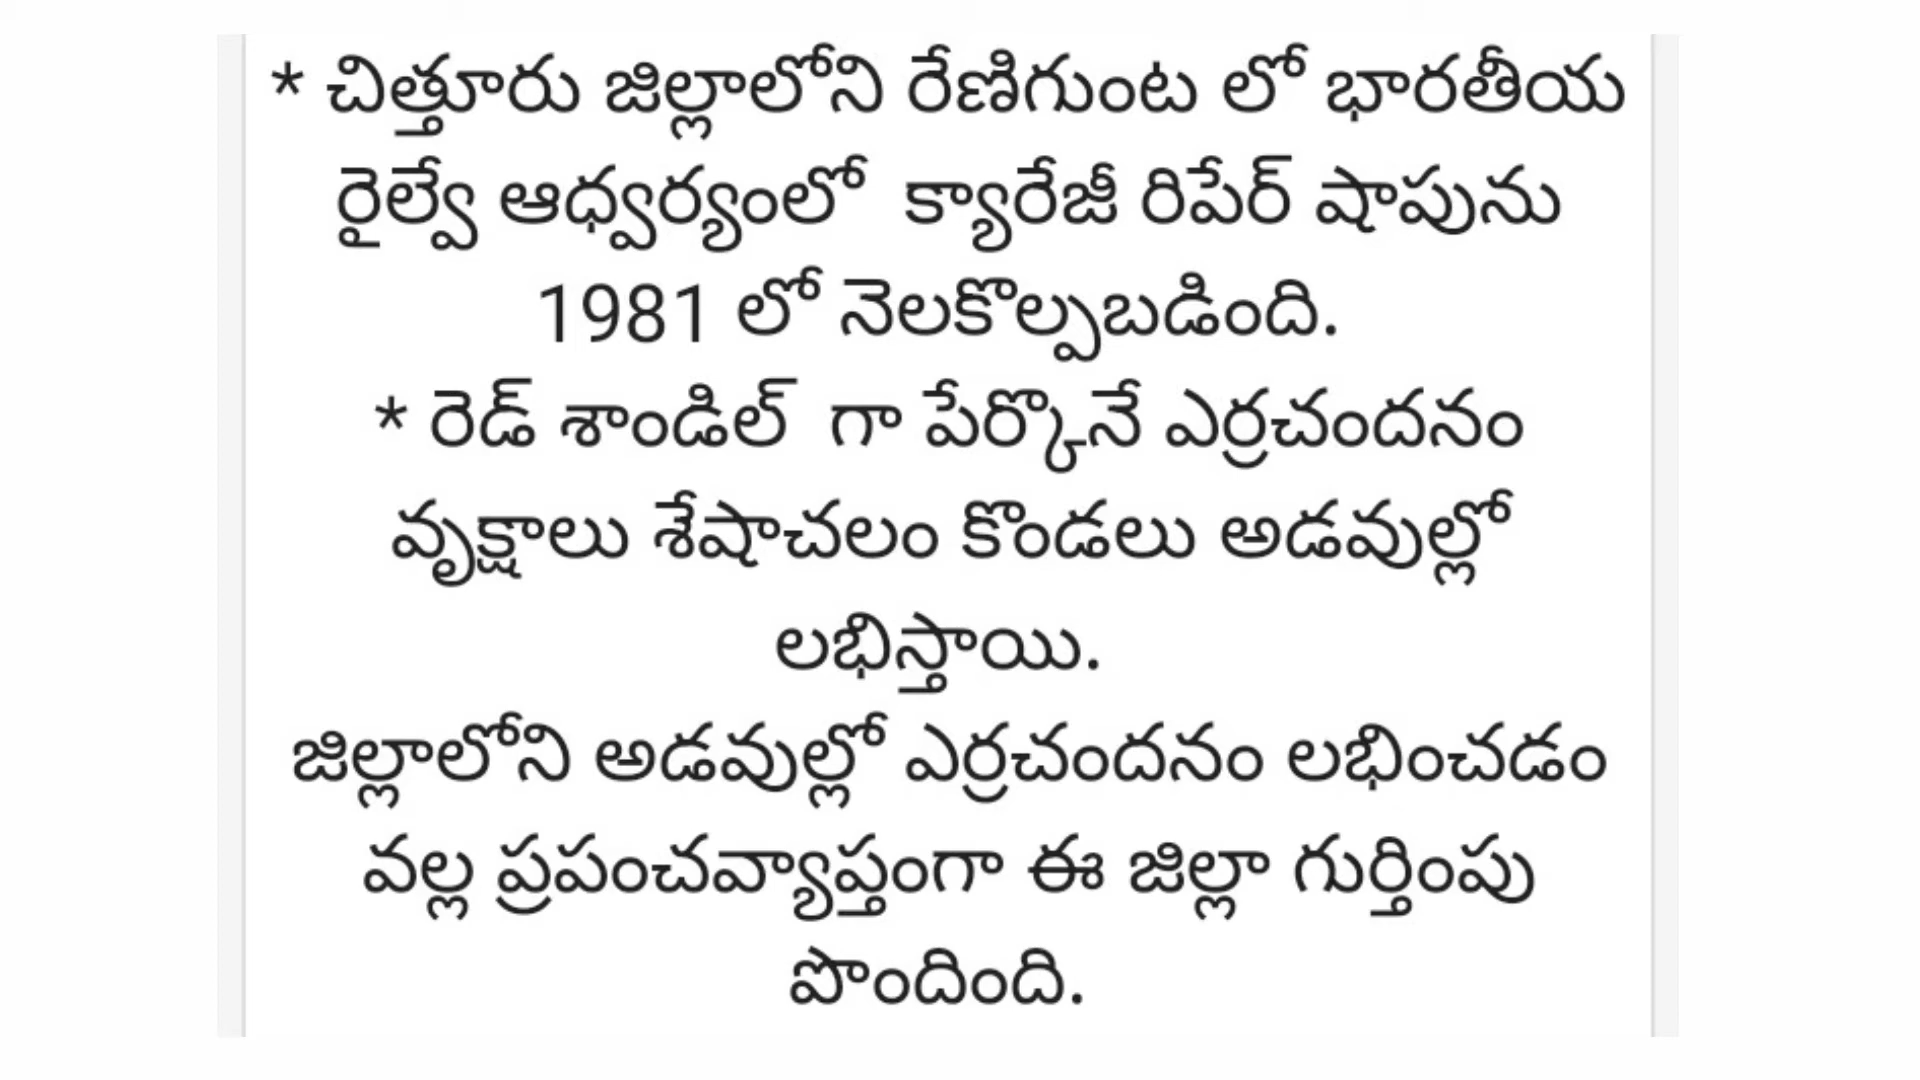 * చిత్తూరు జిల్లాలోని రేణిగుంట లో భారతీయ
రైల్వే ఆధ్వర్యంలో క్యారేజీ రిపేర్ షాపును
1981 లో నెలకొల్పబడింది.
* రెడ్ శాండిల్ గా పేర్కొనే ఎర్రచందనం
వృక్షాలు శేషాచలం కొండలు అడవుల్లో
లభిస్తాయి.
జిల్లాలోని అడవుల్లో ఎర్రచందనం లభించడం
వల్ల ప్రపంచవ్యాప్తంగా ఈ జిల్లా గుర్తింపు
పొందింది.